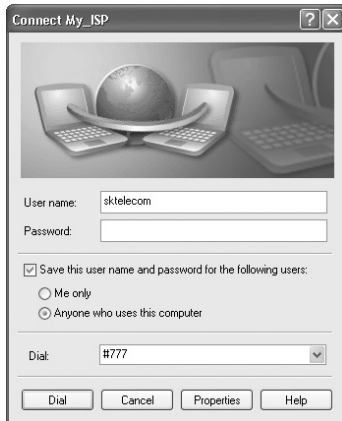 Connect My_ISP
User name: sktelecom
Password:
Save this user name and password for the following users:
Me only
Anyone who uses this computer
Dial: #777
Dial Cancel Properties Help